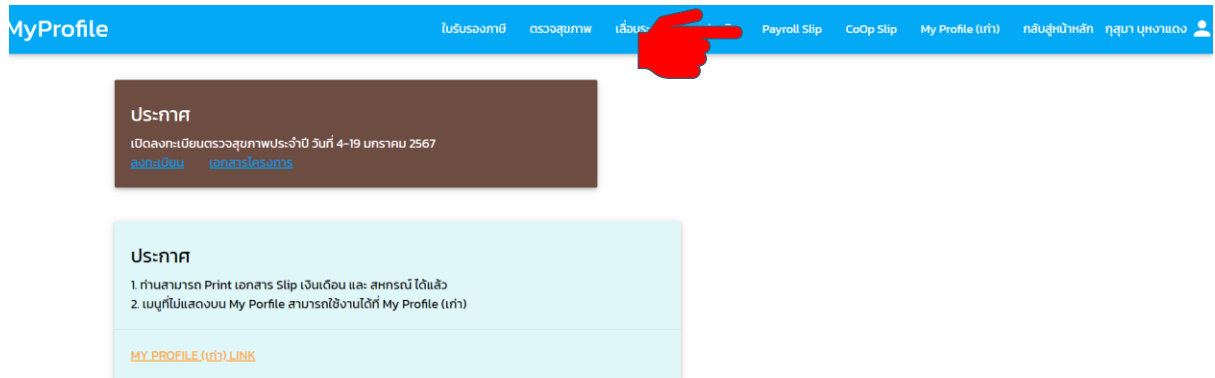 MyProfile ใบรับรองภาษี ตรวจสุขภาพ Payroll Slip CoOp Slip My Profile (เก่า) กลับสู่หน้าหลัก กุสุมา บุหงาแดง
ประกาศ
เปิดลงทะเบียนตรวจสุขภาพประจำปี วันที่ 4-19 มกราคม 2567
ลงทะเบียน เอกสารโครงการ
ประกาศ
1. ท่านสามารถ Print เอกสาร Slip เงินเดือน และ สหกรณ์ ได้แล้ว
2. เมนูที่ไม่แสดงบน My Porfile สามารถใช้งานได้ที่ My Profile (เก่า)
MY PROFILE (เก่า) LINK